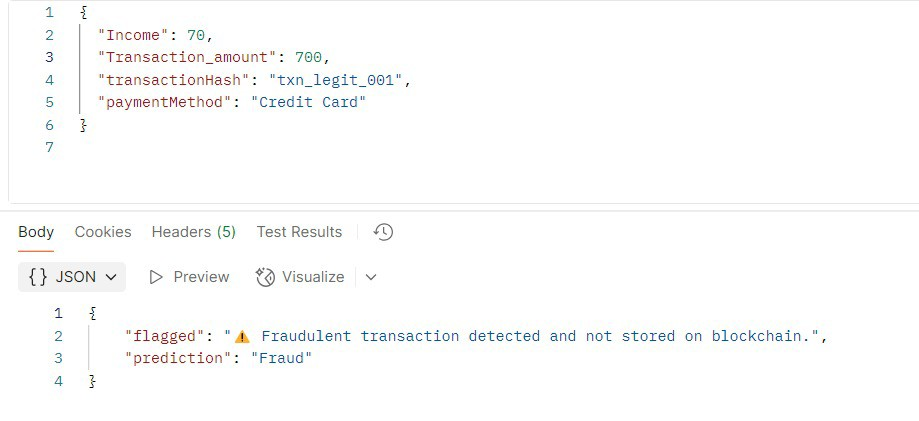 1 {
2 "Income": 70,
3 "Transaction_amount": 700,
4 "transactionHash": "txn_legit_001",
5 "paymentMethod": "Credit Card"
6 }
7
Body Cookies Headers (5) Test Results
{} JSON Preview Visualize
1 {
2 "flagged": "⚠️ Fraudulent transaction detected and not stored on blockchain.",
3 "prediction": "Fraud"
4 }